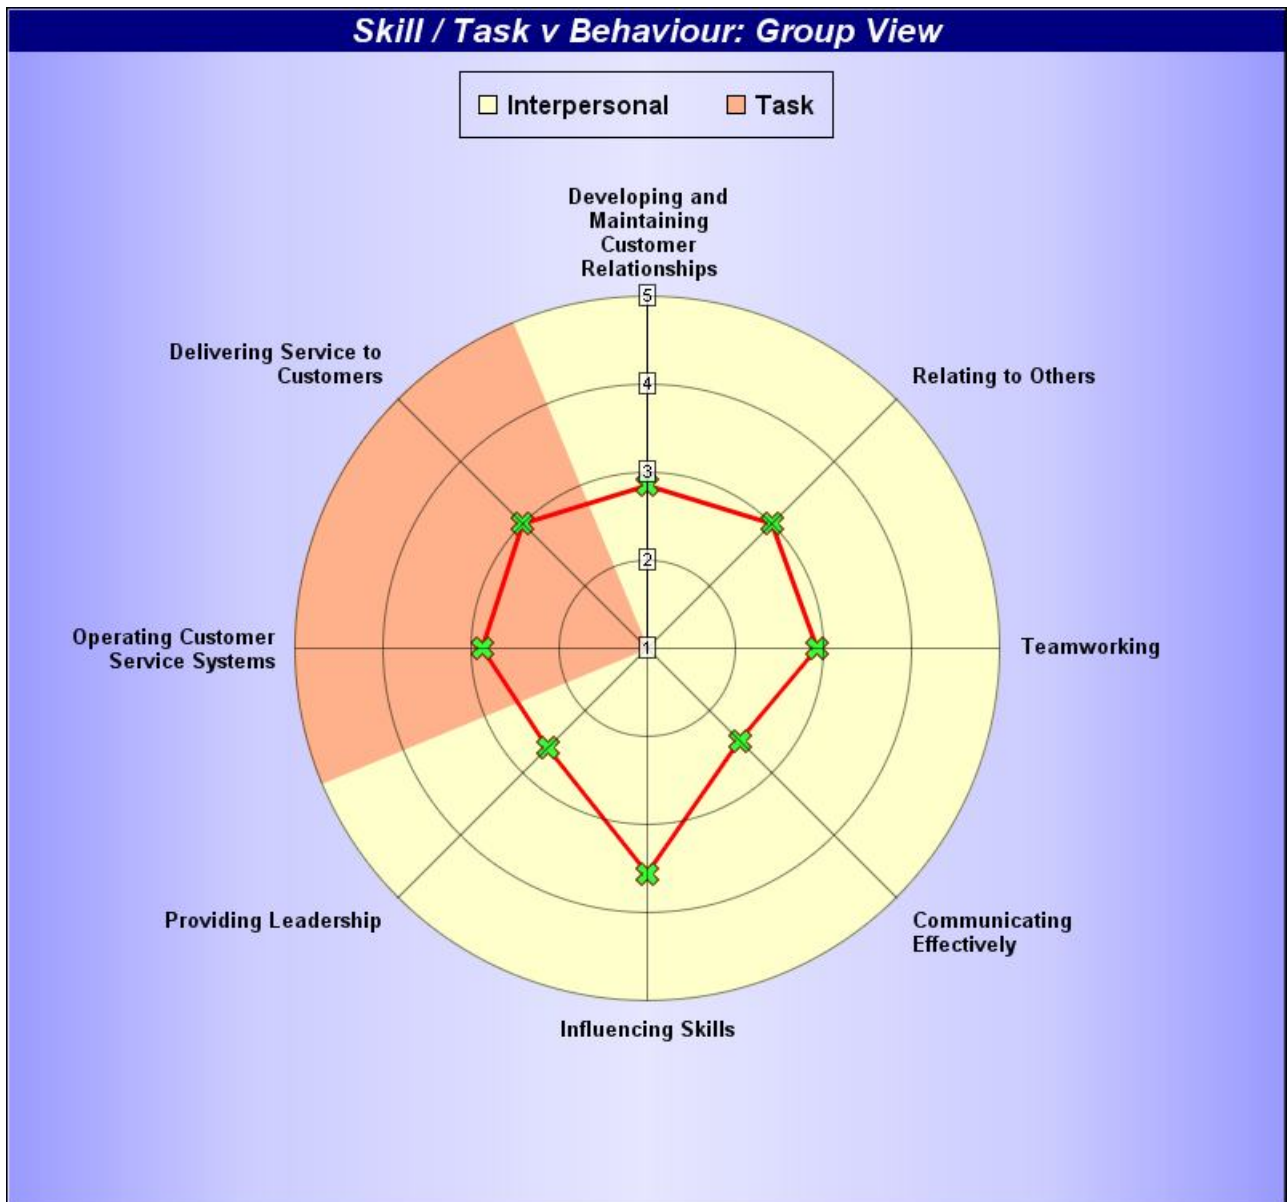 Skill / Task v Behaviour: Group View
Interpersonal
Task
Developing and
Maintaining
Customer
Relationships
5
Delivering Service to
Customers
Relating to Others
4
3
2
Operating Customer
Service Systems
1
Teamworking
Providing Leadership
Communicating
Effectively
Influencing Skills